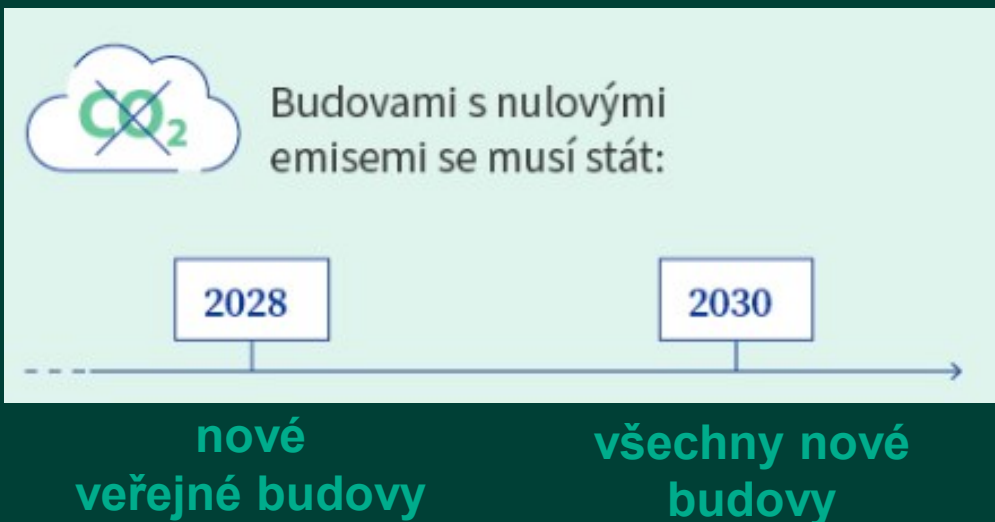 CO₂
Budovami s nulovými
emisemi se musí stát:
2028
2030
nové
veřejné budovy
všechny nové
budovy